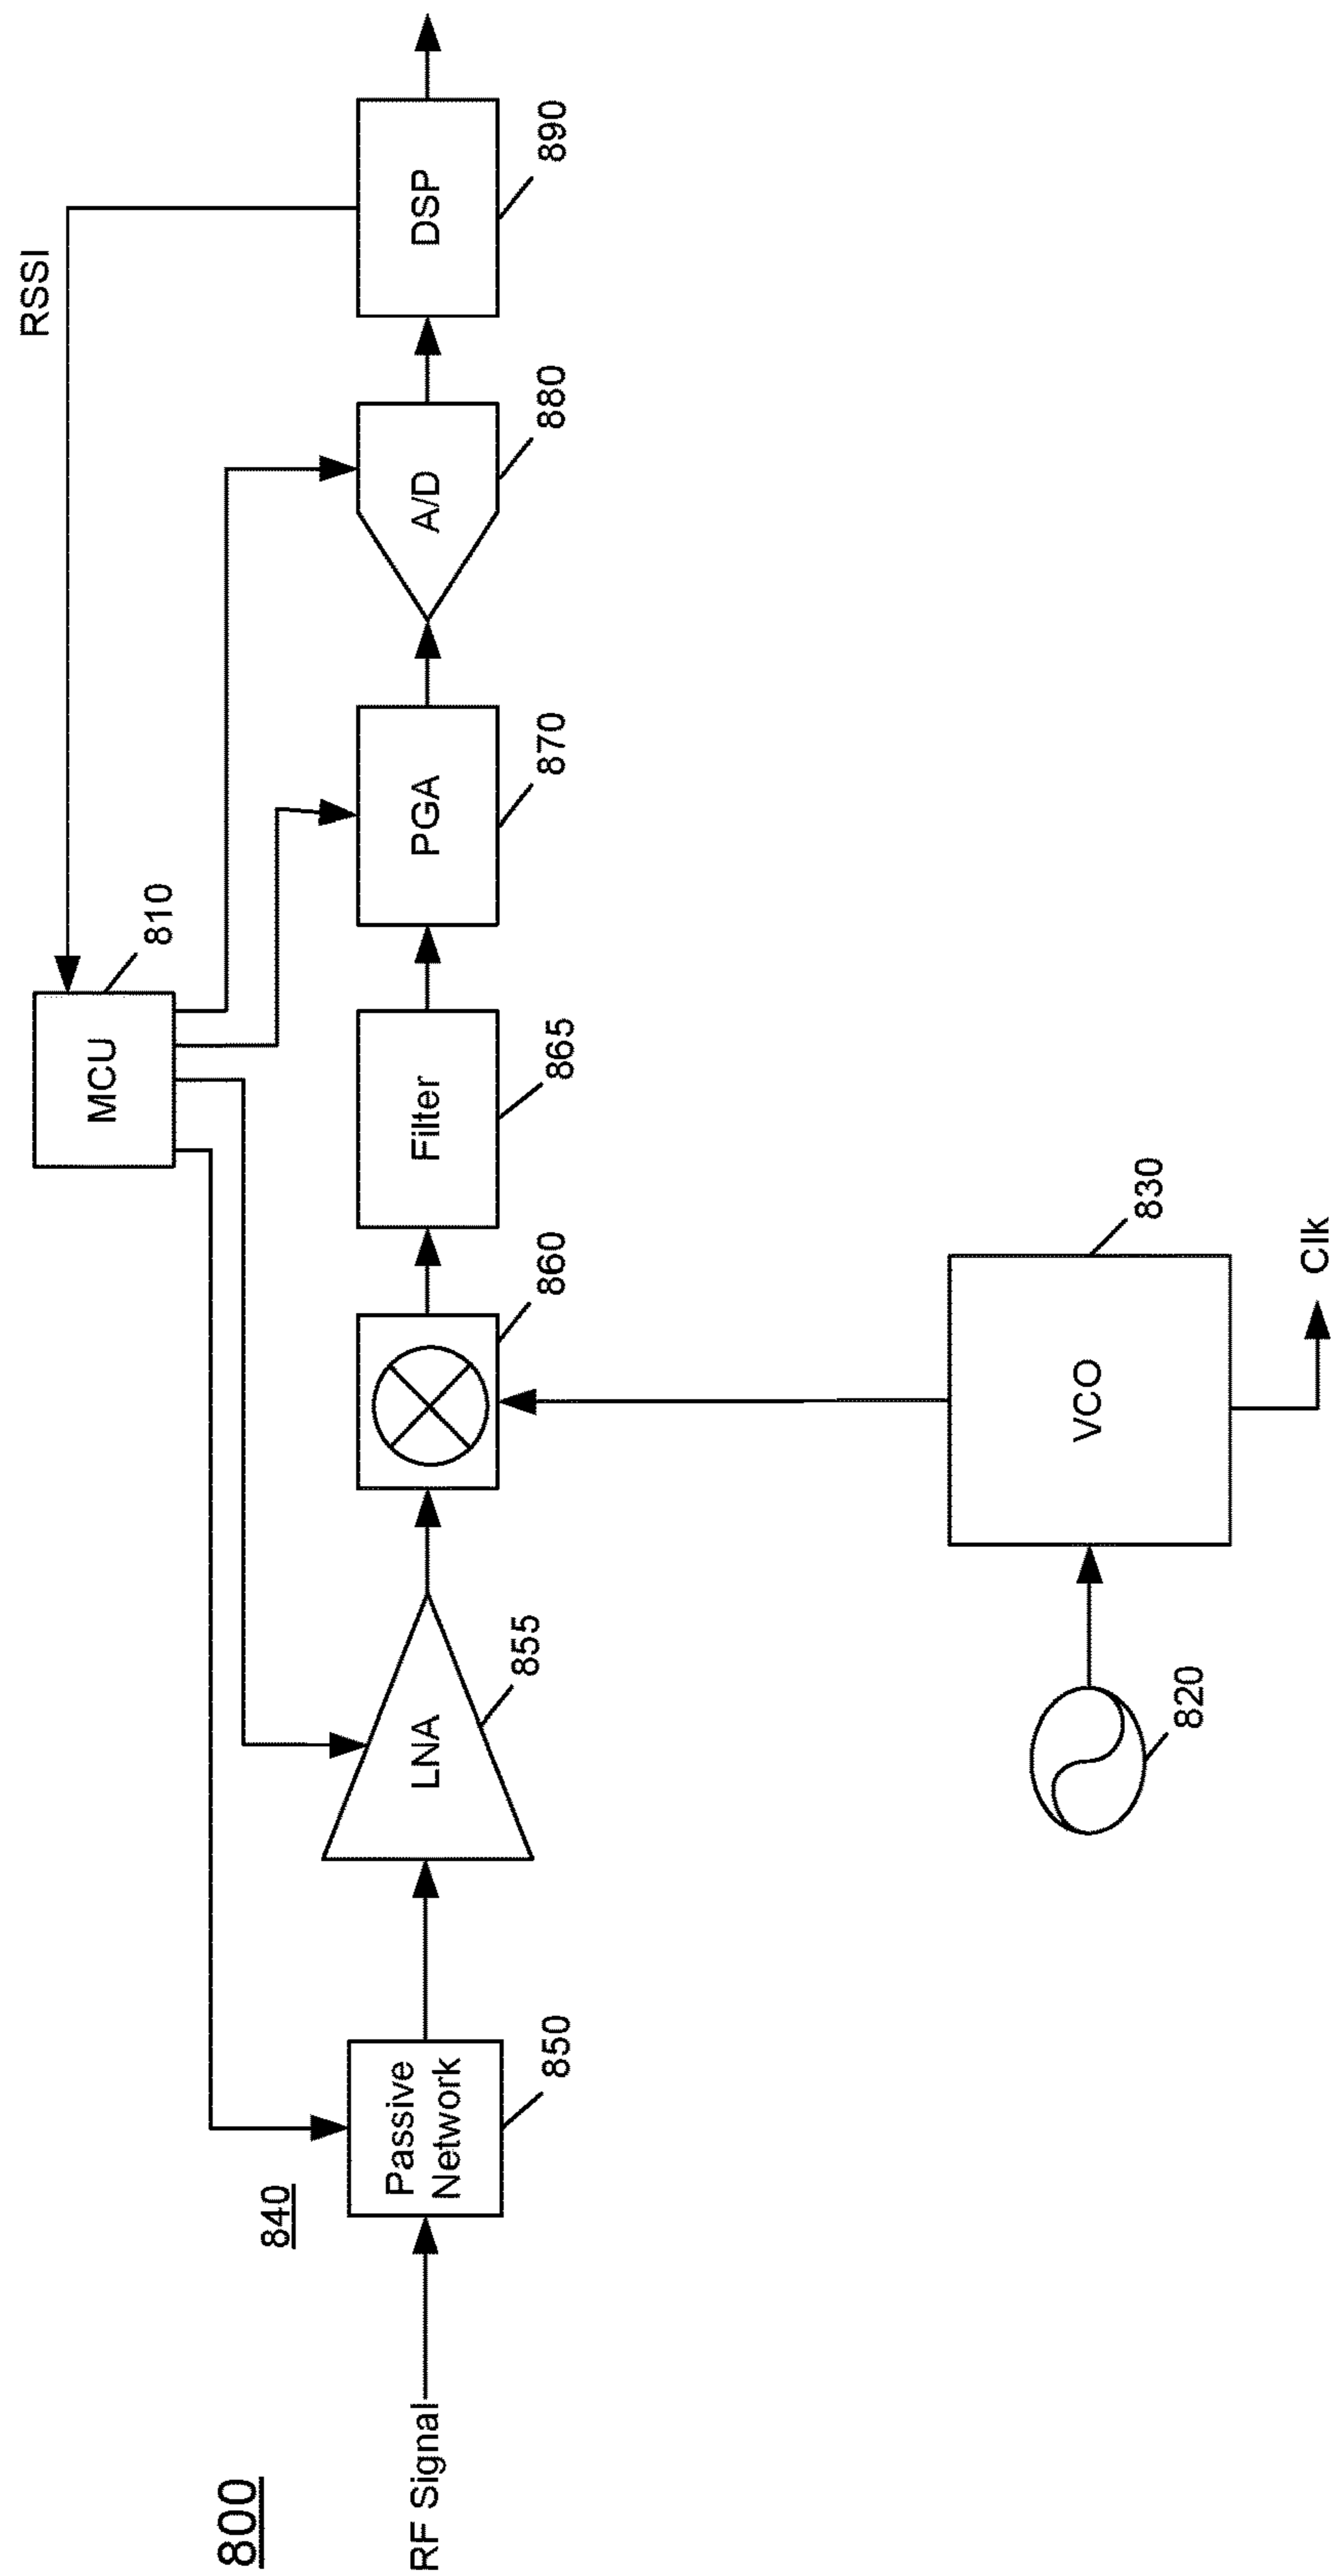 800
RSSI
MCU
810
840
RF Signal
Passive
Network
850
LNA
855
860
Filter
865
PGA
870
A/D
880
DSP
890
820
VCO
830
Clk